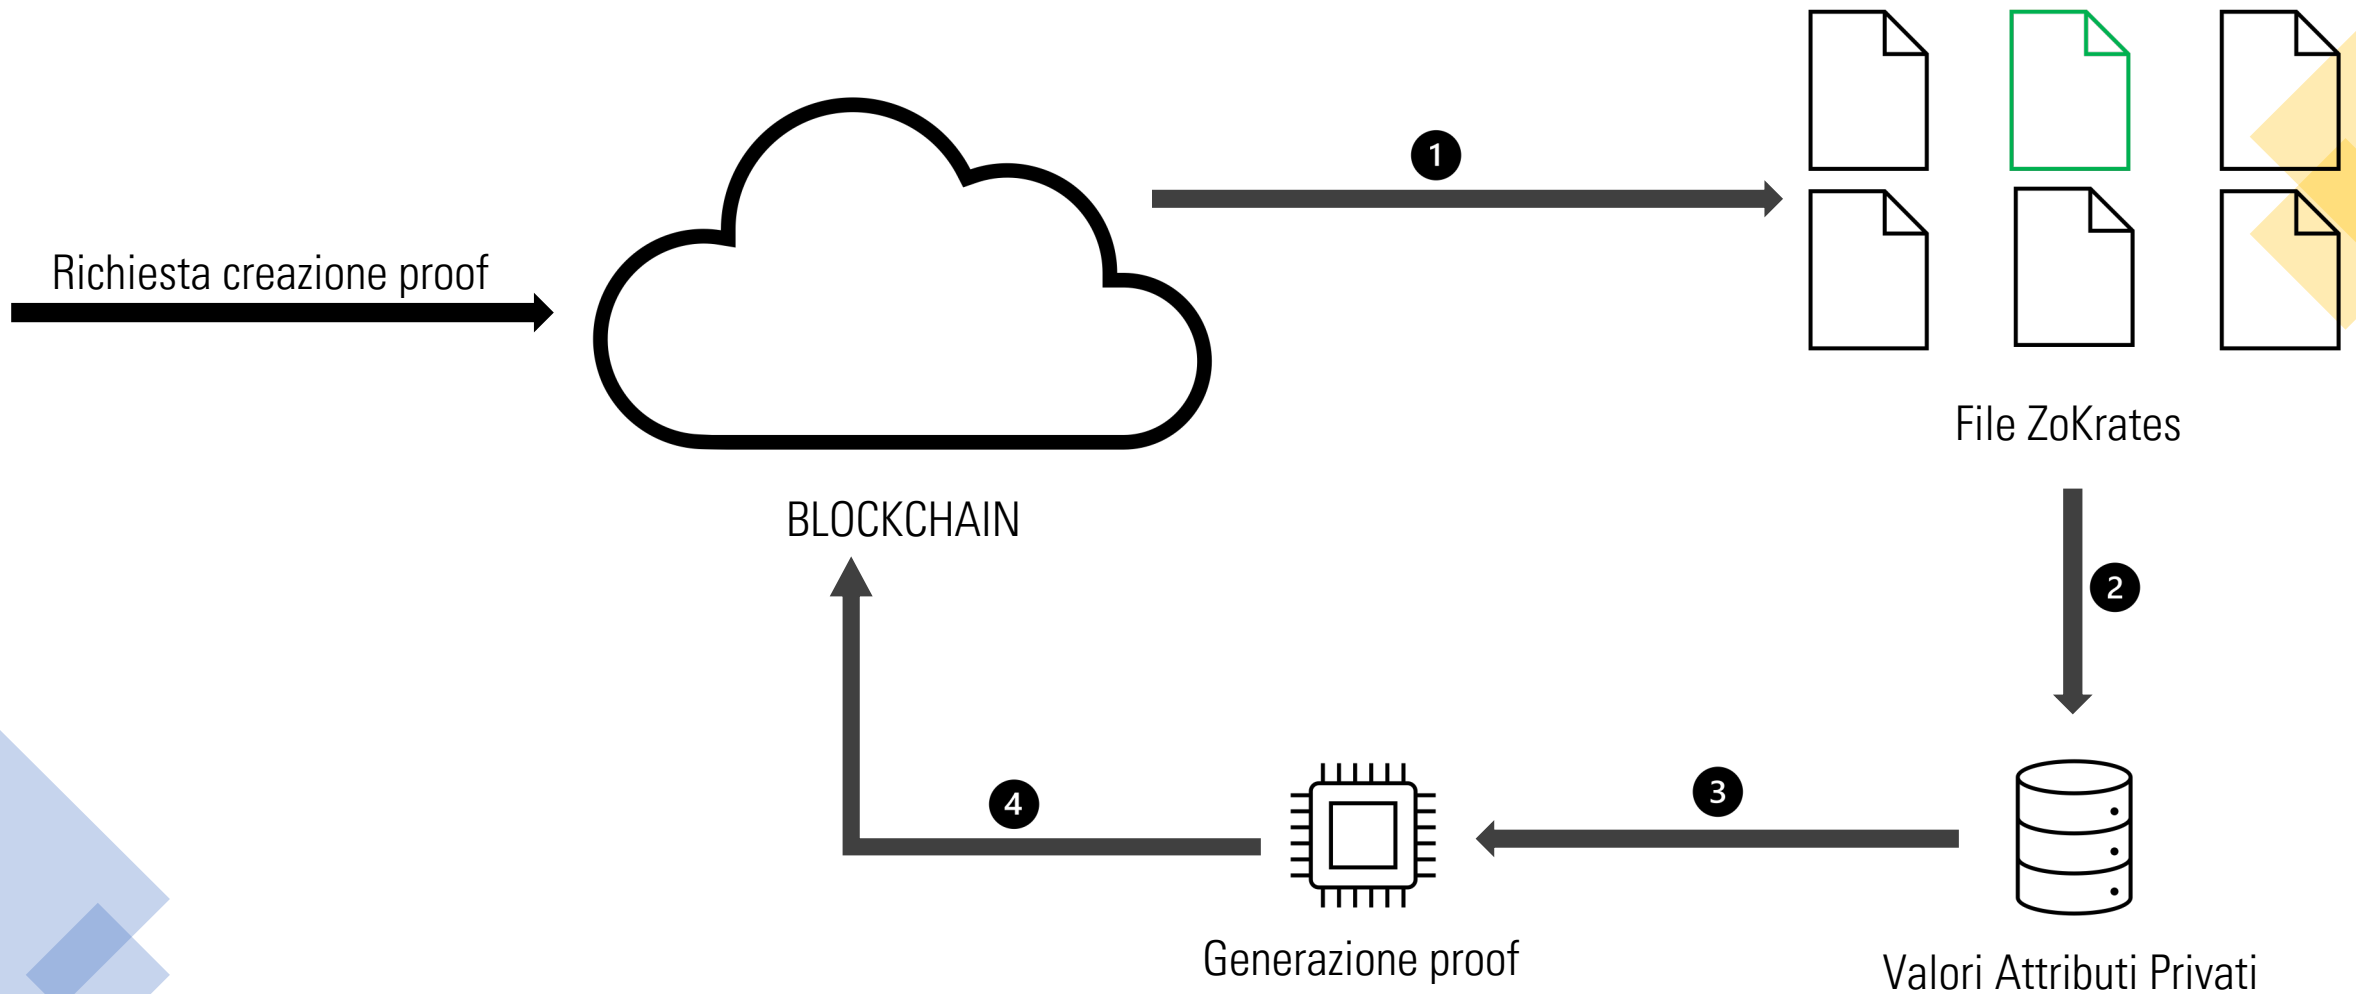 1
Richiesta creazione proof
File ZoKrates
BLOCKCHAIN
2
3
4
Generazione proof
Valori Attributi Privati